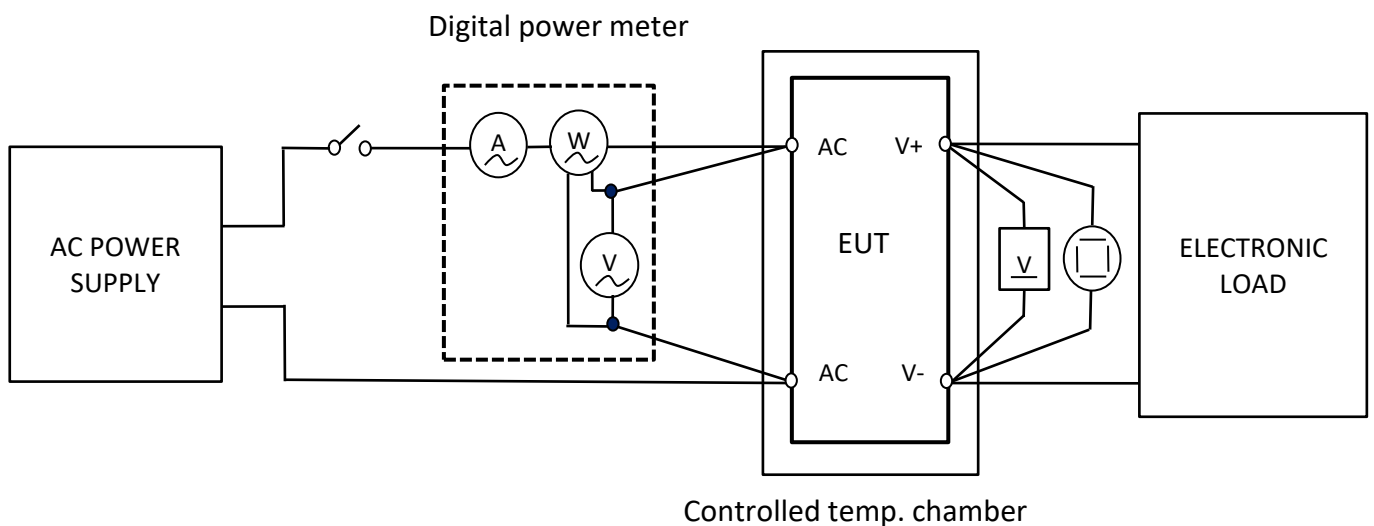 Digital power meter
A
W
AC
V+
AC POWER
SUPPLY
V
EUT
V
ELECTRONIC
LOAD
AC
V-
Controlled temp. chamber